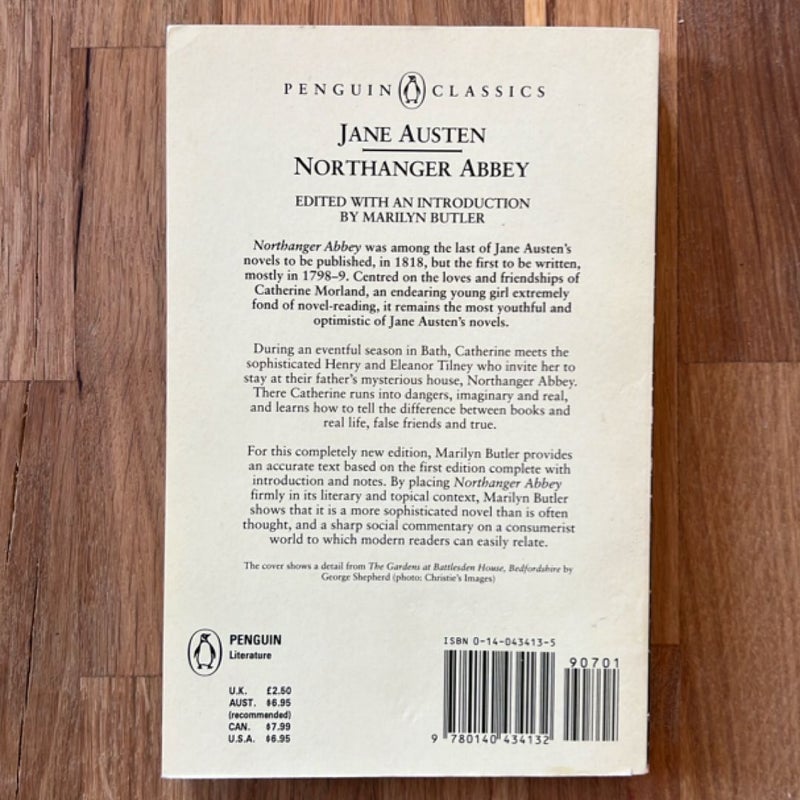 PENGUIN CLASSICS
JANE AUSTEN
NORTHANGER ABBEY
EDITED WITH AN INTRODUCTION
BY MARILYN BUTLER
Northanger Abbey was among the last of Jane Austen's
novels to be published, in 1818, but the first to be written,
mostly in 1798–9. Centred on the loves and friendships of
Catherine Morland, an endearing young girl extremely
fond of novel-reading, it remains the most youthful and
optimistic of Jane Austen's novels.
During an eventful season in Bath, Catherine meets the
sophisticated Henry and Eleanor Tilney who invite her to
stay at their father's mysterious house, Northanger Abbey.
There Catherine runs into dangers, imaginary and real,
and learns how to tell the difference between books and
real life, false friends and true.
For this completely new edition, Marilyn Butler provides
an accurate text based on the first edition complete with
introduction and notes. By placing Northanger Abbey
firmly in its literary and topical context, Marilyn Butler
shows that it is a more sophisticated novel than is often
thought, and a sharp social commentary on a consumerist
world to which modern readers can easily relate.
The cover shows a detail from The Gardens at Battlesden House, Bedfordshire by
George Shepherd (photo: Christie's Images)
PENGUIN
Literature
U.K. £2.50
AUST. $6.95
(recommended)
CAN. $7.99
U.S.A. $6.95
ISBN 0-14-043413-5
90701
9 780140 434132